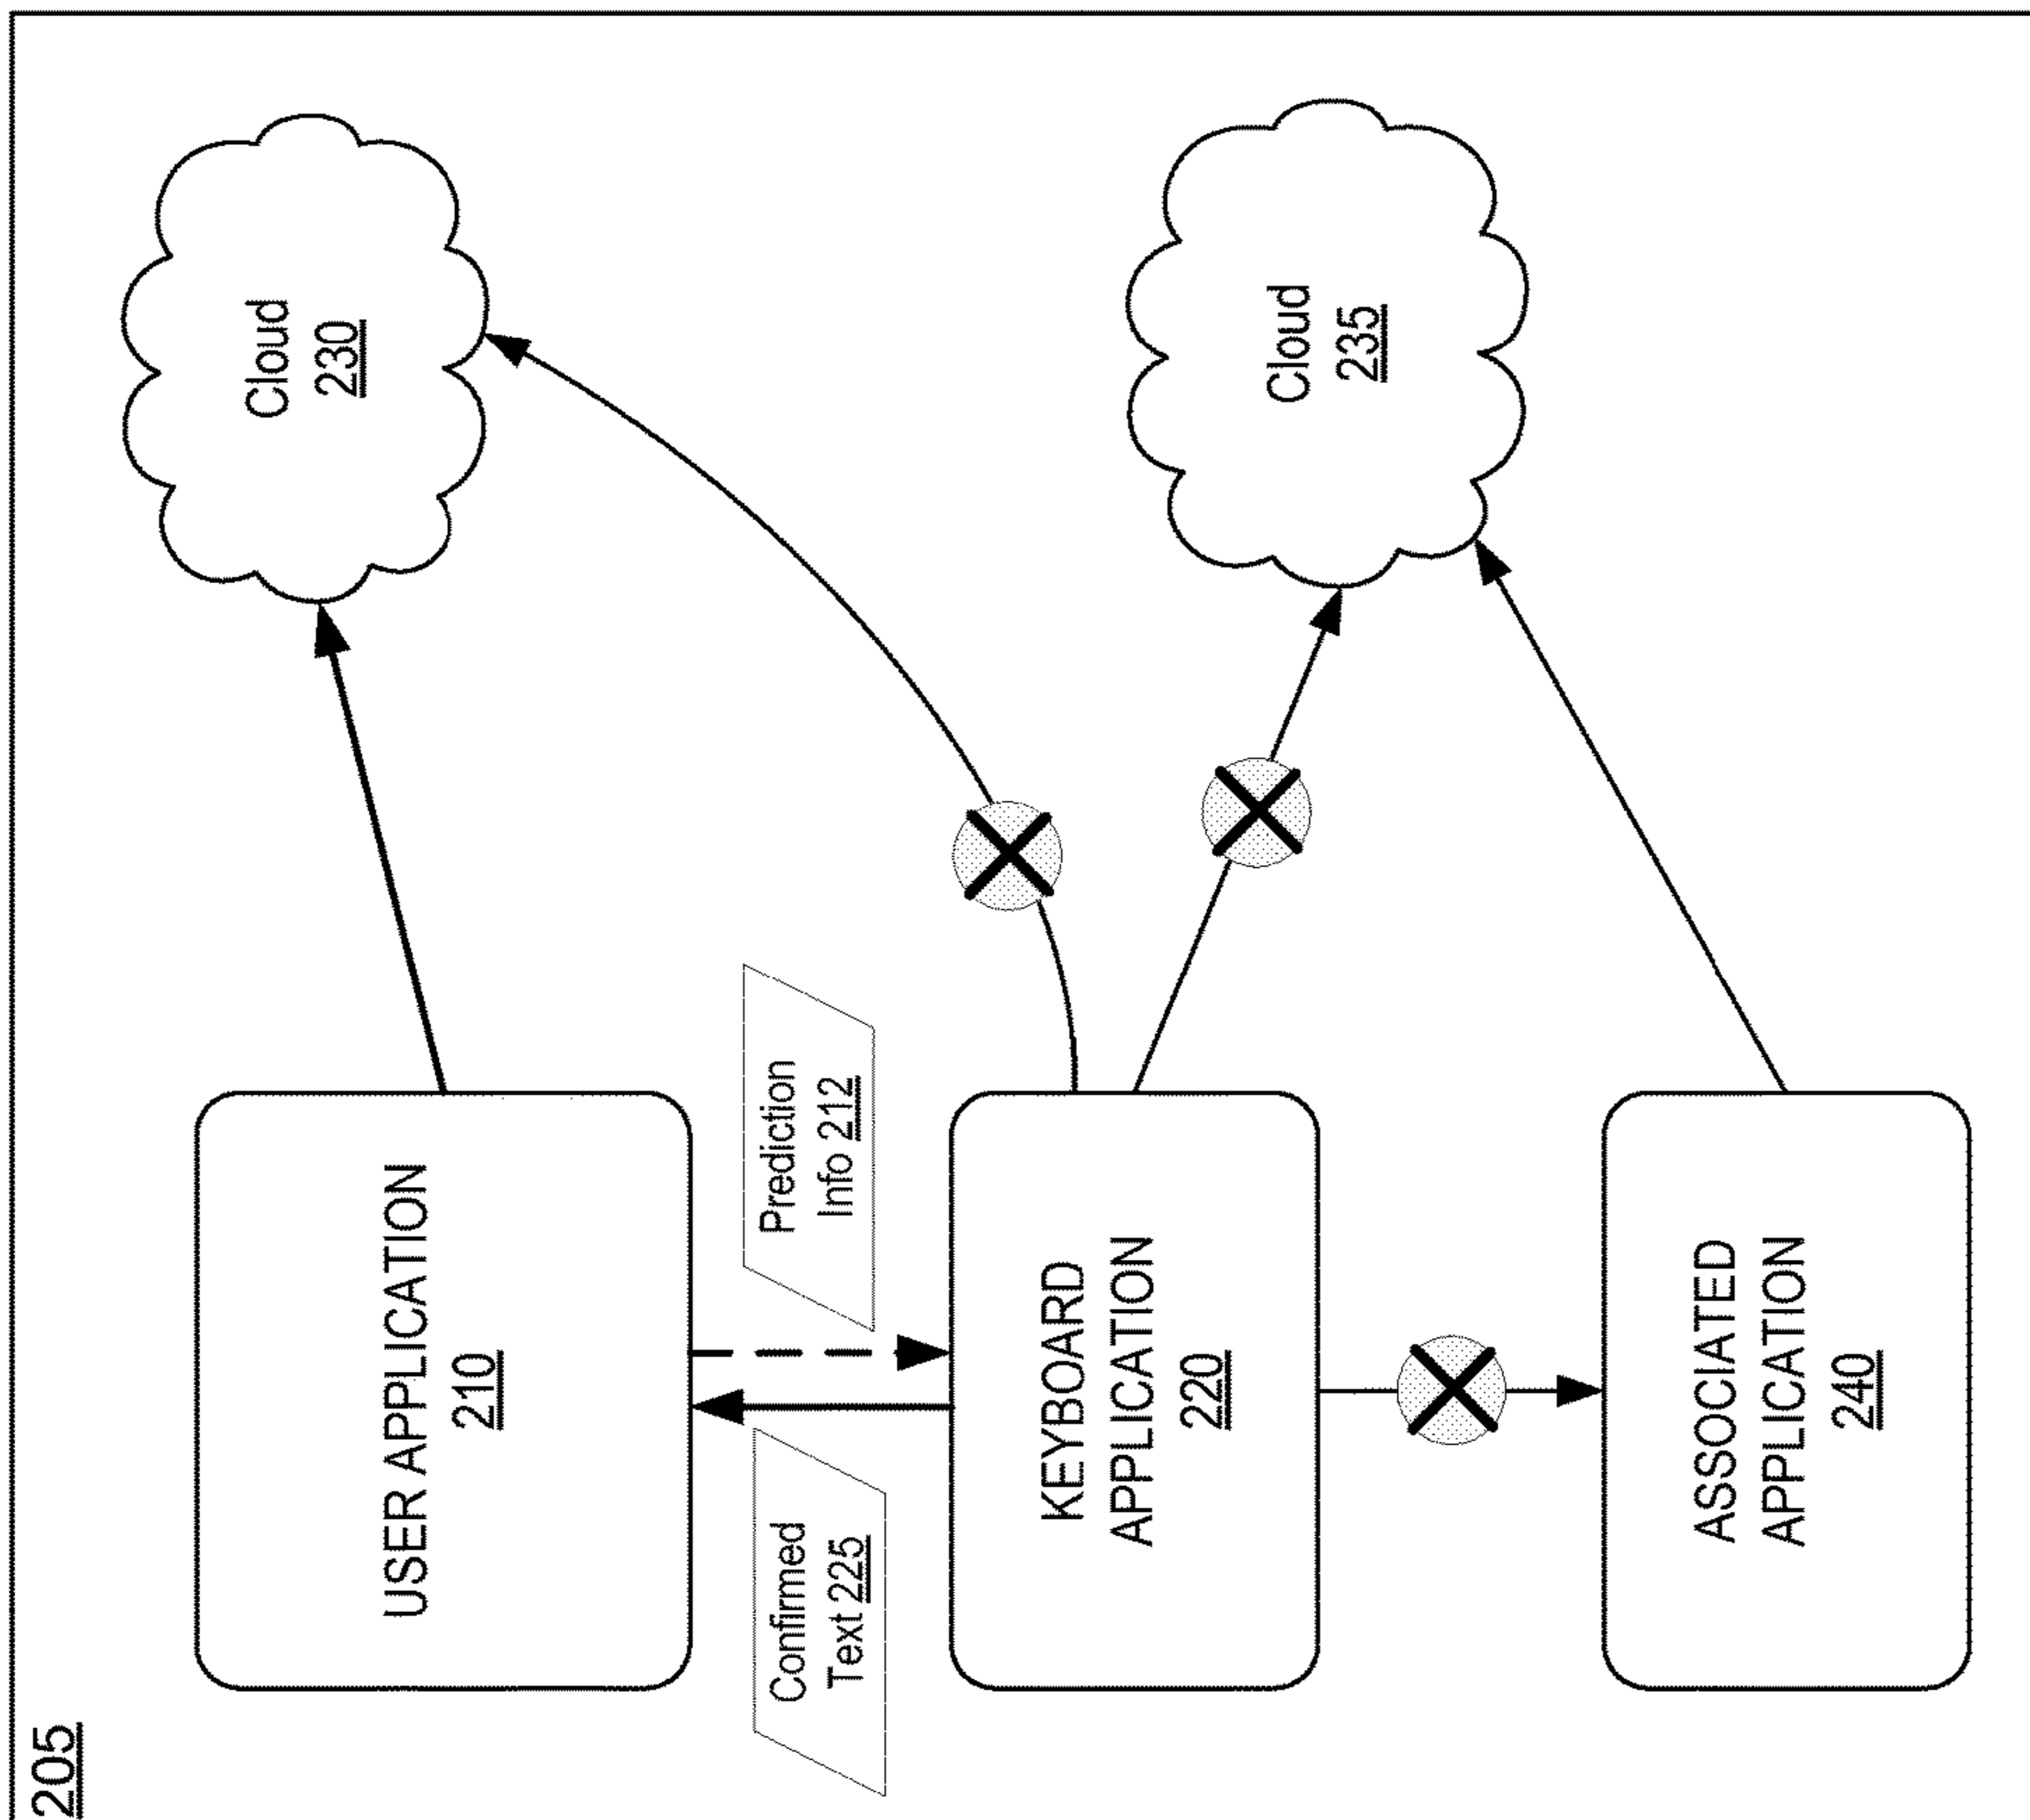 205
USER APPLICATION
210
Cloud
230
Confirmed
Text 225
Prediction
Info 212
KEYBOARD
APPLICATION
220
Cloud
235
ASSOCIATED
APPLICATION
240